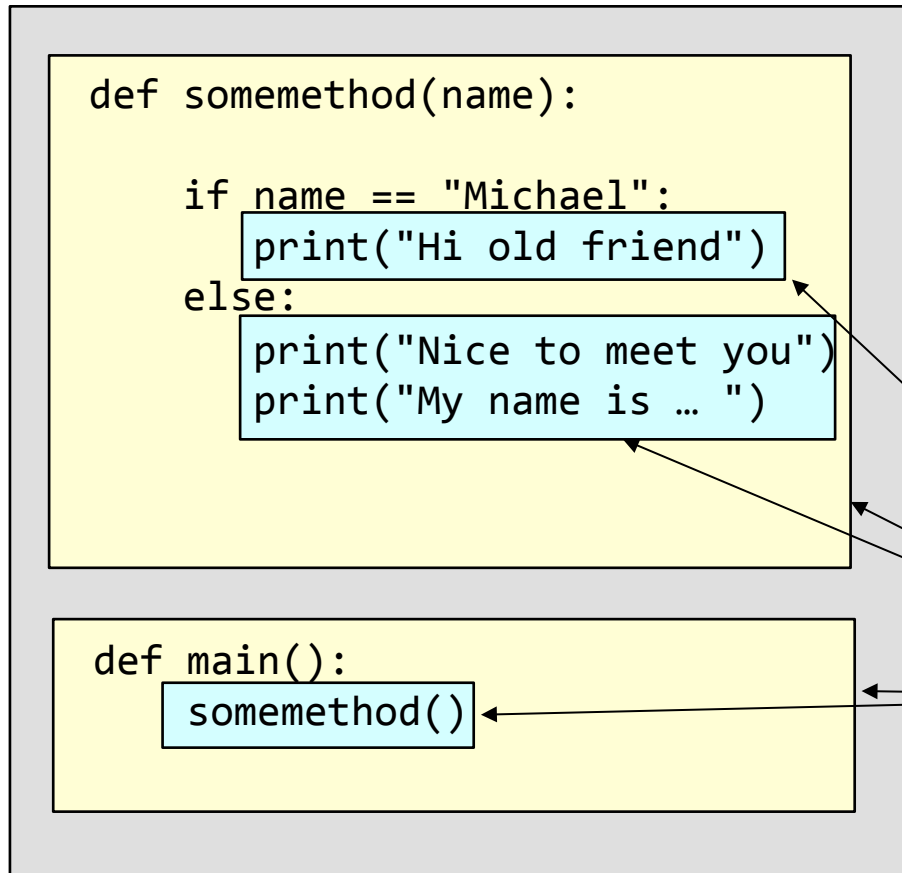 def somemethod(name):
if name == "Michael":
print("Hi old friend")
else:
print("Nice to meet you")
print("My name is … ")
def main():
somemethod()